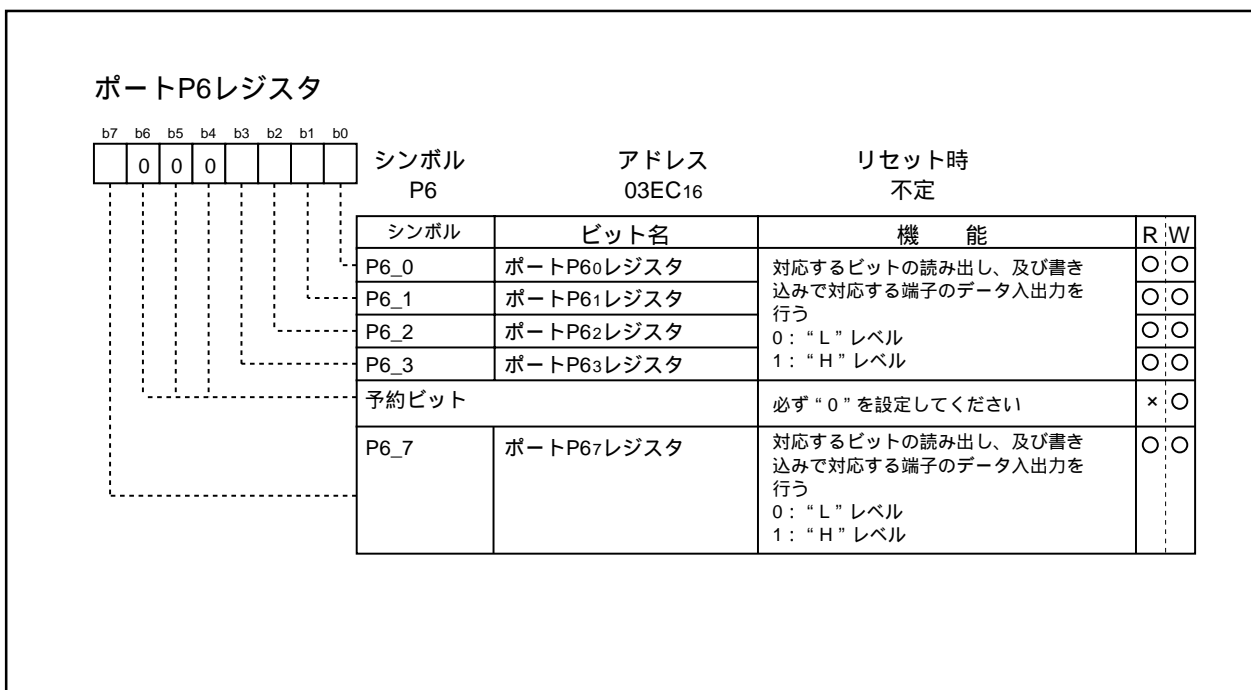 ポートP6レジスタ
b7 b6 b5 b4 b3 b2 b1 b0
0 0 0
シンボル アドレス リセット時
P6 03EC16 不定
シンボル ビット名 機 能 R W
P6_0 ポートP60レジスタ 対応するビットの読み出し、及び書き ○ ○
P6_1 ポートP61レジスタ 込みで対応する端子のデータ入出力を ○ ○
行う
P6_2 ポートP62レジスタ 0：“L”レベル ○ ○
P6_3 ポートP63レジスタ 1：“H”レベル ○ ○
予約ビット 必ず“0”を設定してください × ○
P6_7 ポートP67レジスタ 対応するビットの読み出し、及び書き ○ ○
込みで対応する端子のデータ入出力を
行う
0：“L”レベル
1：“H”レベル